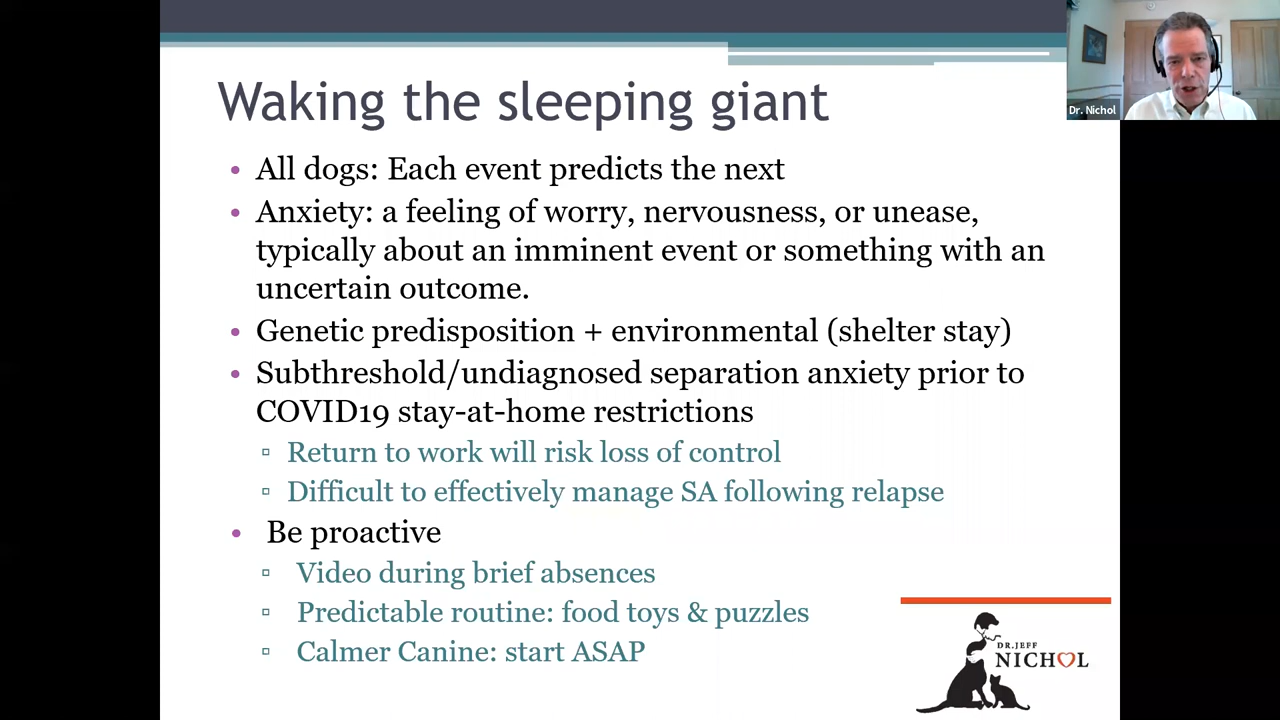 Waking the sleeping giant
Dr. Nichol
• All dogs: Each event predicts the next
• Anxiety: a feeling of worry, nervousness, or unease,
typically about an imminent event or something with an
uncertain outcome.
• Genetic predisposition + environmental (shelter stay)
• Subthreshold/undiagnosed separation anxiety prior to
COVID19 stay-at-home restrictions
▫ Return to work will risk loss of control
▫ Difficult to effectively manage SA following relapse
• Be proactive
▫ Video during brief absences
▫ Predictable routine: food toys & puzzles
▫ Calmer Canine: start ASAP
DR. JEFF
NICHOL